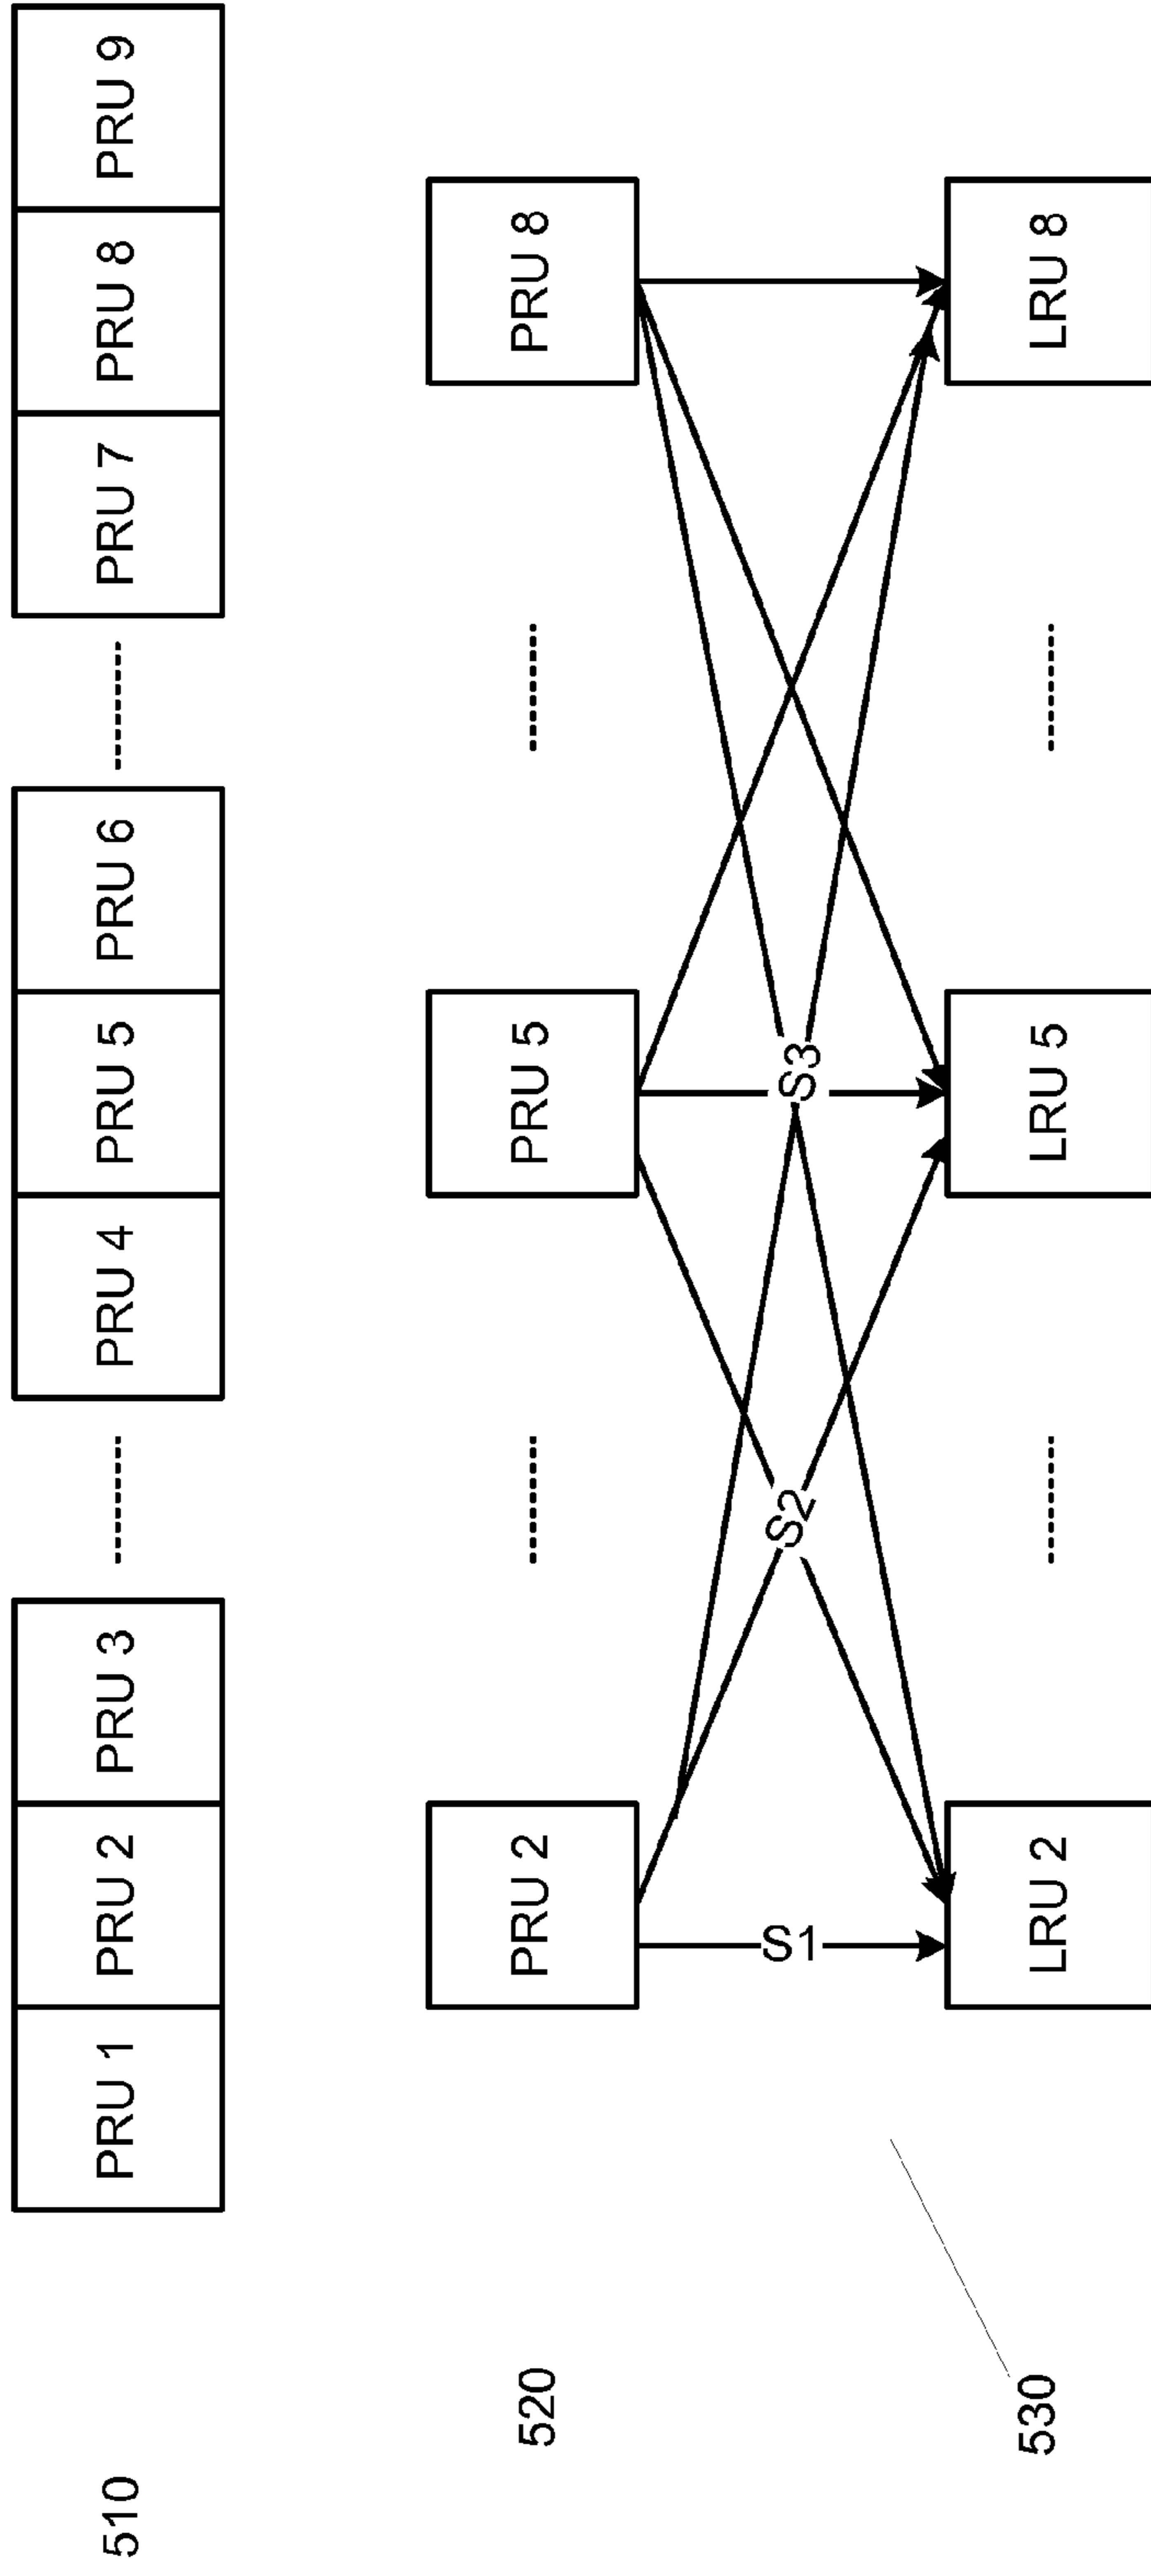 510
PRU 1 PRU 2 PRU 3 PRU 4 PRU 5 PRU 6 PRU 7 PRU 8 PRU 9
520
PRU 2 PRU 5 PRU 8
S1 S2 S3
530
LRU 2 LRU 5 LRU 8